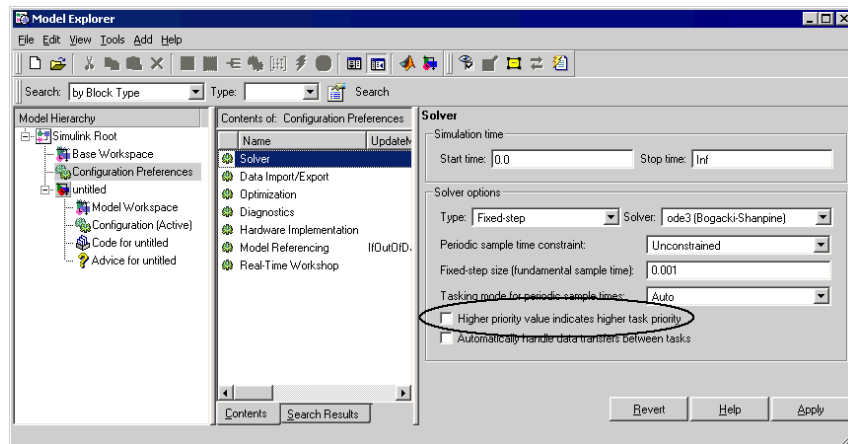 Model Explorer
File Edit View Tools Add Help
Search: by Block Type Type: Search
Model Hierarchy
Simulink Root
Base Workspace
Configuration Preferences
untitled
Model Workspace
Configuration (Active)
Code for untitled
Advice for untitled
Contents of: Configuration Preferences
Name UpdateM
Solver
Data Import/Export
Optimization
Diagnostics
Hardware Implementation
Model Referencing IfOutOfD
Real-Time Workshop
Contents Search Results
Solver
Simulation time
Start time: 0.0 Stop time: Inf
Solver options
Type: Fixed-step Solver: ode3 (Bogacki-Shampine)
Periodic sample time constraint: Unconstrained
Fixed-step size (fundamental sample time): 0.001
Tasking mode for periodic sample times: Auto
Higher priority value indicates higher task priority
Automatically handle data transfers between tasks
Revert Help Apply